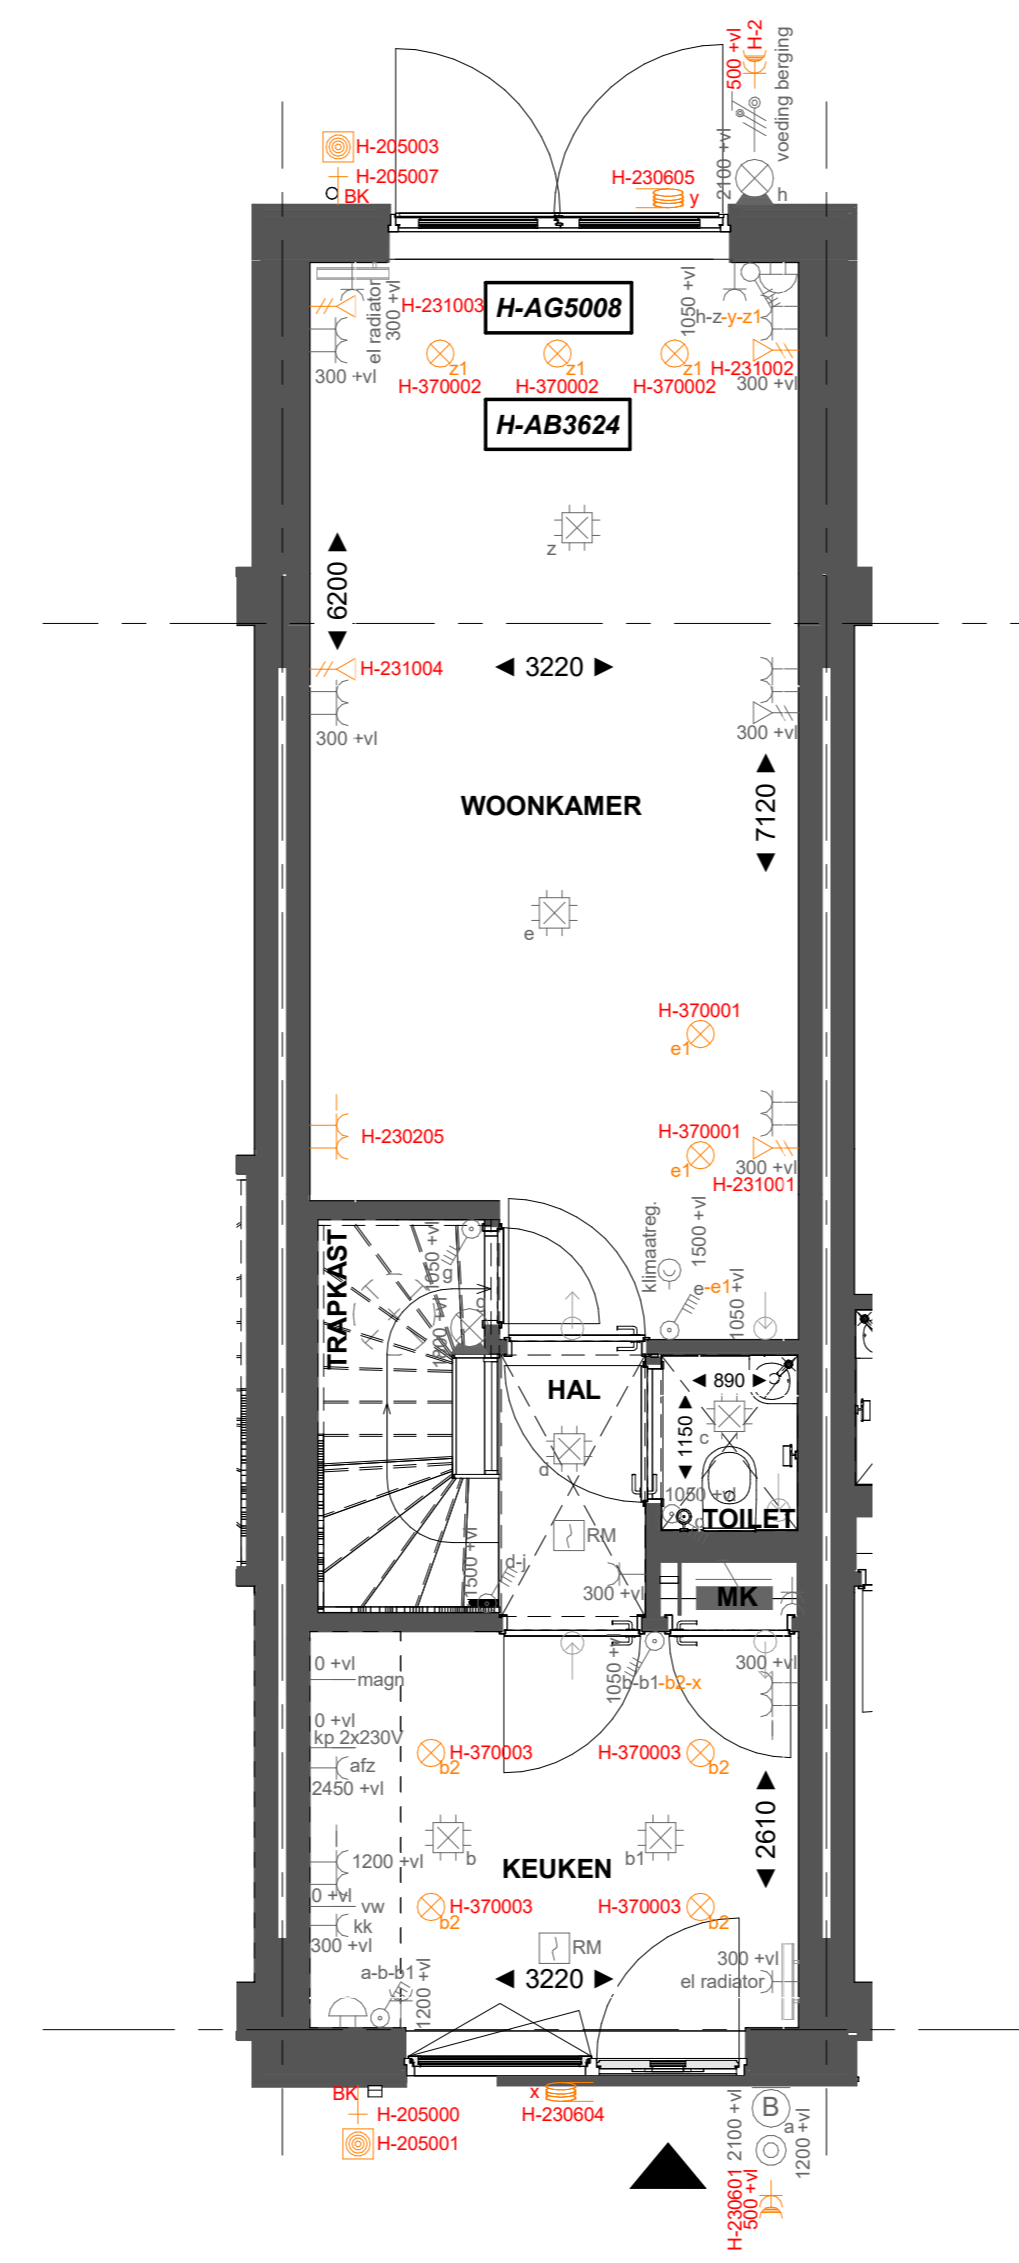 500 +vl
H-2
voeding berging
2100 +vl
h
H-205003
H-205007
BK
H-230605
y
el radiator
300 +vl
H-231003
H-AG5008
1050 +vl
h-z-y-z1
z1
z1
z1
H-231002
300 +vl
300 +vl
H-370002
H-370002
H-370002
H-AB3624
z
6200
3220
H-231004
300 +vl
300 +vl
7120
WOONKAMER
e
H-370001
e1
H-230205
H-370001
e1
300 +vl
H-231001
TRAPKAST
1050 +vl
g
klimaatreg.
1500 +vl
e-e1
1050 +vl
g
HAL
890
1150
c
d
1050 +vl
c
TOILET
RM
1500 +vl
d-j
300 +vl
MK
0 +vl
magn
1050 +vl
b-b1-b2-x
300 +vl
0 +vl
kp 2x230V
afz
2450 +vl
H-370003
b2
H-370003
b2
2610
b
b1
KEUKEN
1200 +vl
0 +vl
vw
kk
300 +vl
H-370003
b2
H-370003
b2
RM
300 +vl
el radiator
3220
a-b-b1
1200 +vl
BK
H-205000
H-205001
x
H-230604
B
a
2100 +vl
1200 +vl
H-230601
500 +vl